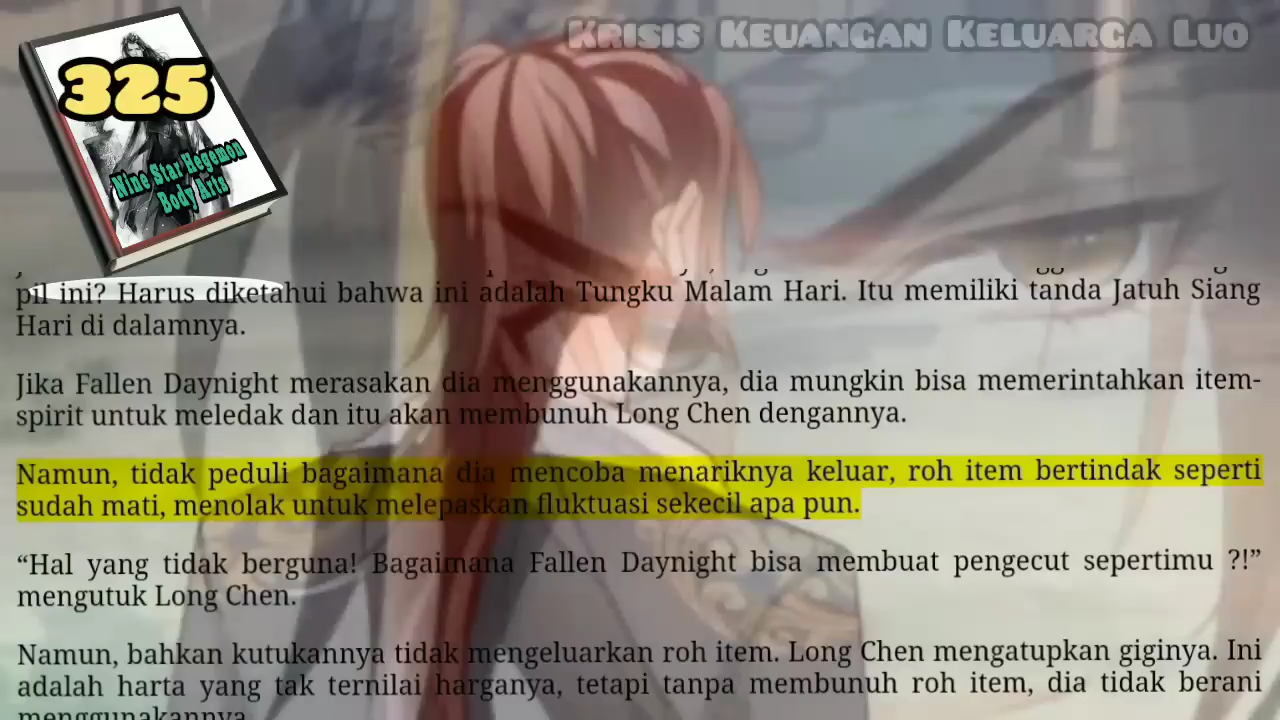 Krisis Keuangan Keluarga Luo
325
Nine Star Hegemon
Body Arts
pil ini? Harus diketahui bahwa ini adalah Tungku Malam Hari. Itu memiliki tanda Jatuh Siang
Hari di dalamnya.
Jika Fallen Daynight merasakan dia menggunakannya, dia mungkin bisa memerintahkan item-
spirit untuk meledak dan itu akan membunuh Long Chen dengannya.
Namun, tidak peduli bagaimana dia mencoba menariknya keluar, roh item bertindak seperti
sudah mati, menolak untuk melepaskan fluktuasi sekecil apa pun.
“Hal yang tidak berguna! Bagaimana Fallen Daynight bisa membuat pengecut sepertimu ?!”
mengutuk Long Chen.
Namun, bahkan kutukannya tidak mengeluarkan roh item. Long Chen mengatupkan giginya. Ini
adalah harta yang tak ternilai harganya, tetapi tanpa membunuh roh item, dia tidak berani
menggunakannya.